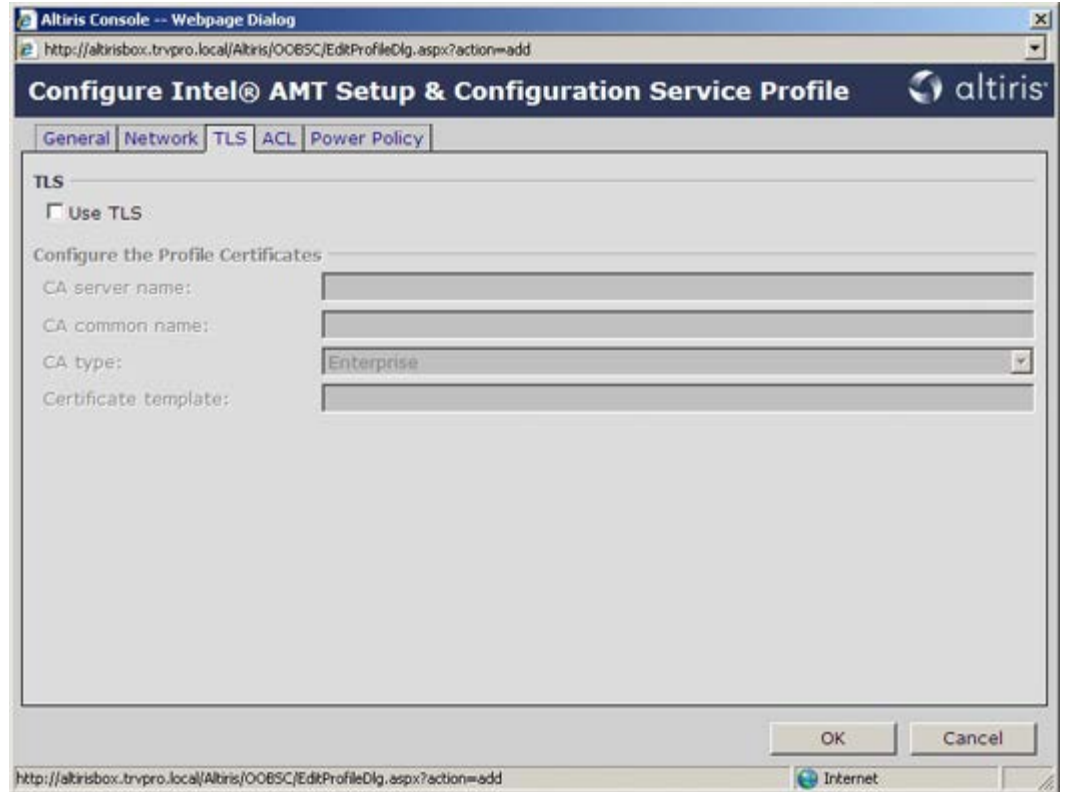 Altiris Console -- Webpage Dialog
http://altirisbox.trvpro.local/Altiris/OOBSC/EditProfileDlg.aspx?action=add
Configure Intel® AMT Setup & Configuration Service Profile
altiris
General Network TLS ACL Power Policy
TLS
Use TLS
Configure the Profile Certificates
CA server name:
CA common name:
CA type: Enterprise
Certificate template:
OK Cancel
http://altirisbox.trvpro.local/Altiris/OOBSC/EditProfileDlg.aspx?action=add Internet